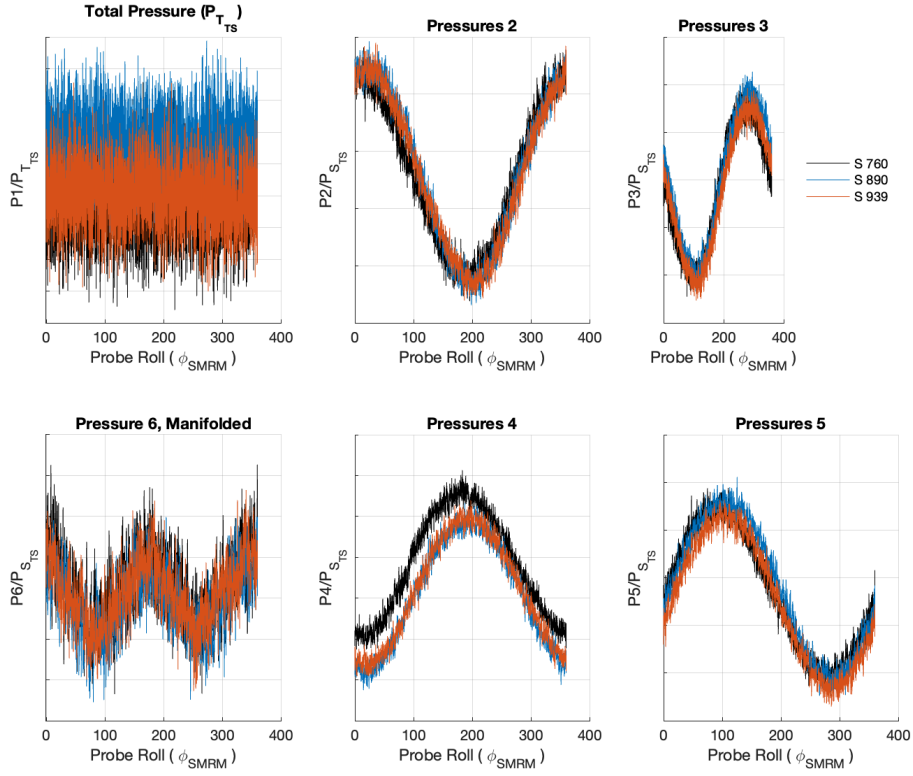 Total Pressure (P_T_TS)
P1/P_T_TS
0 100 200 300 400
Probe Roll ( ϕ_SMRM )
Pressures 2
P2/P_S_TS
0 100 200 300 400
Probe Roll ( ϕ_SMRM )
Pressures 3
P3/P_S_TS
0 200 400
Probe Roll ( ϕ_SMRM )
S 760
S 890
S 939
Pressure 6, Manifolded
P6/P_S_TS
0 100 200 300 400
Probe Roll ( ϕ_SMRM )
Pressures 4
P4/P_S_TS
0 100 200 300 400
Probe Roll ( ϕ_SMRM )
Pressures 5
P5/P_S_TS
0 100 200 300 400
Probe Roll ( ϕ_SMRM )